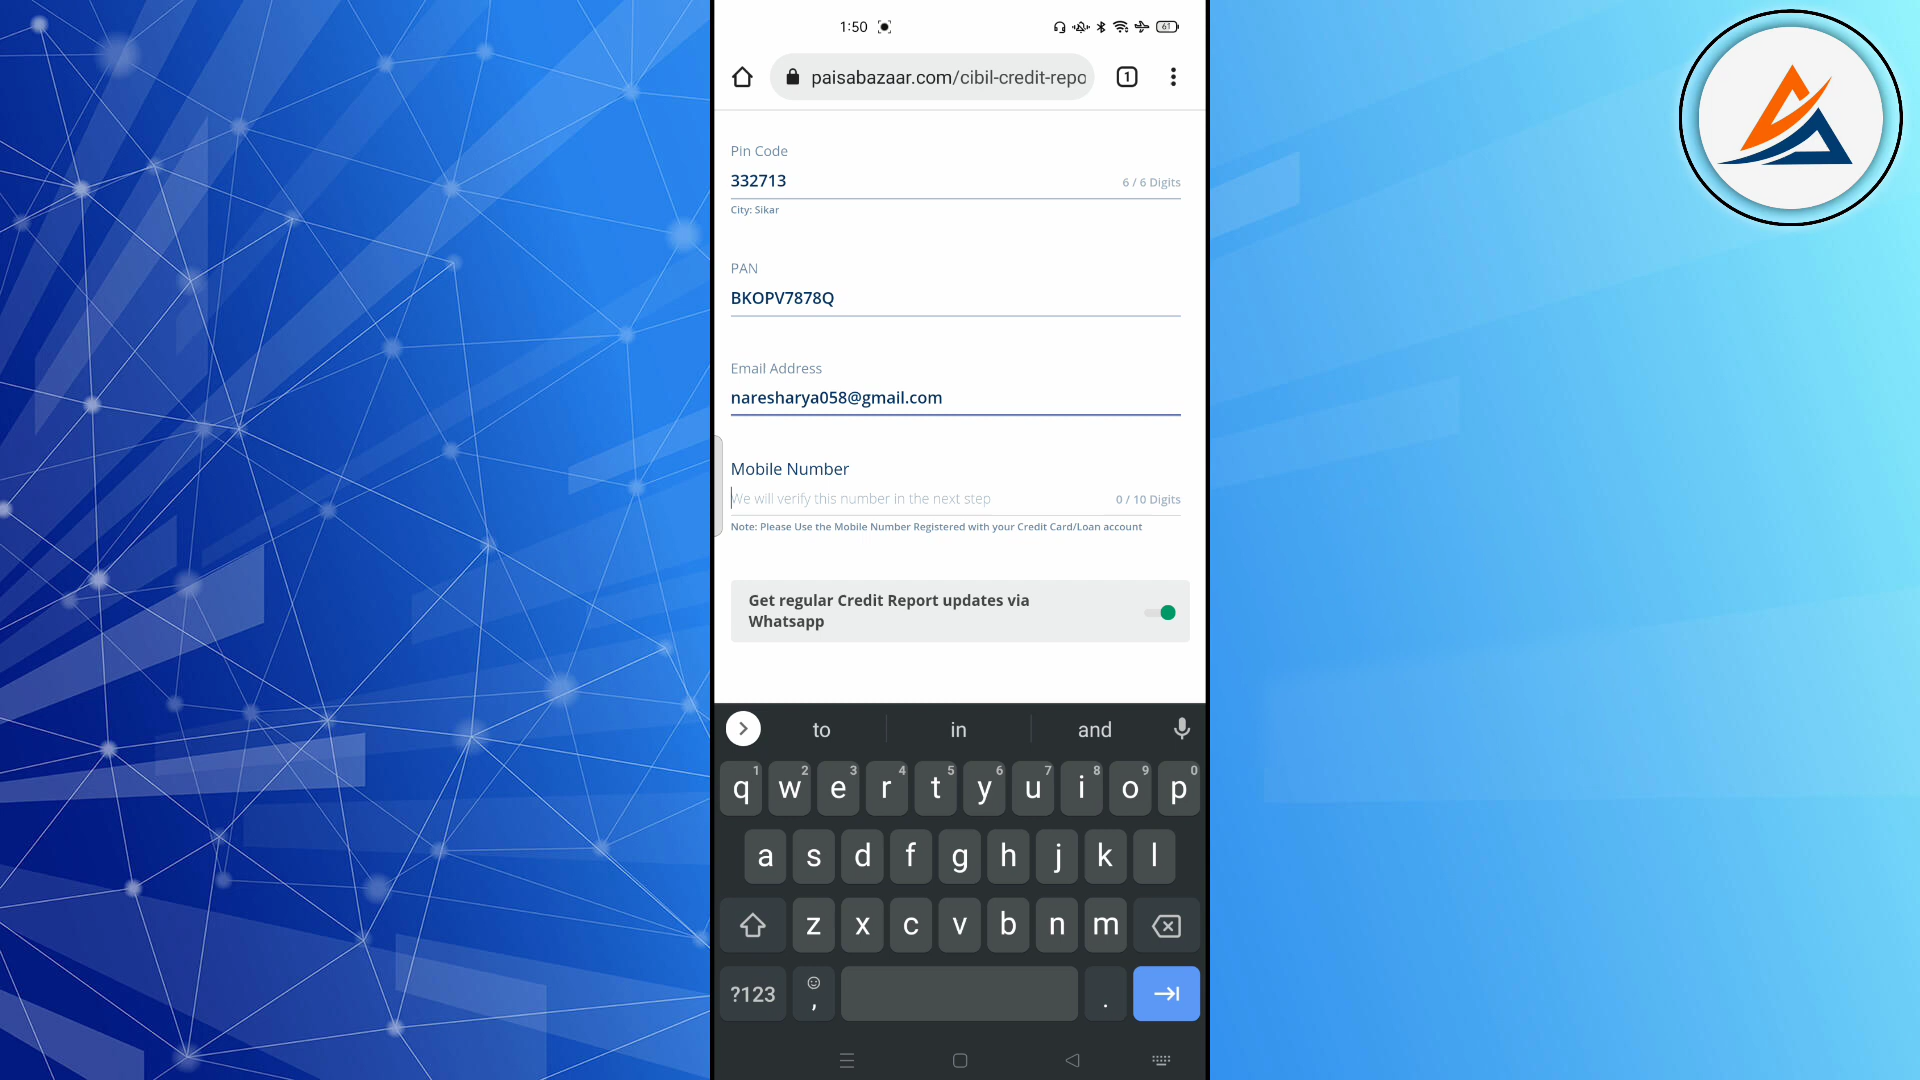 1:50
61
paisabazaar.com/cibil-credit-repo
1
Pin Code
332713
6 / 6 Digits
City: Sikar
PAN
BKOPV7878Q
Email Address
naresharya058@gmail.com
Mobile Number
We will verify this number in the next step
0 / 10 Digits
Note: Please Use the Mobile Number Registered with your Credit Card/Loan account
Get regular Credit Report updates via
Whatsapp
to in and
1 2 3 4 5 6 7 8 9 0
q w e r t y u i o p
a s d f g h j k l
z x c v b n m
?123 , .